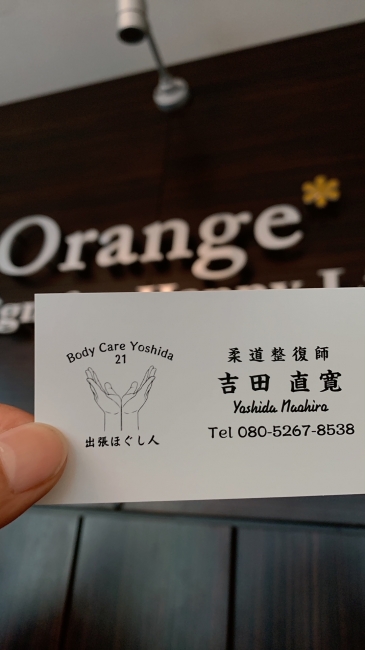 Orange*
Body Care Yoshida
21
出張ほぐし人
柔道整復師
吉田 直寛
Yoshida Naohiro
Tel 080-5267-8538